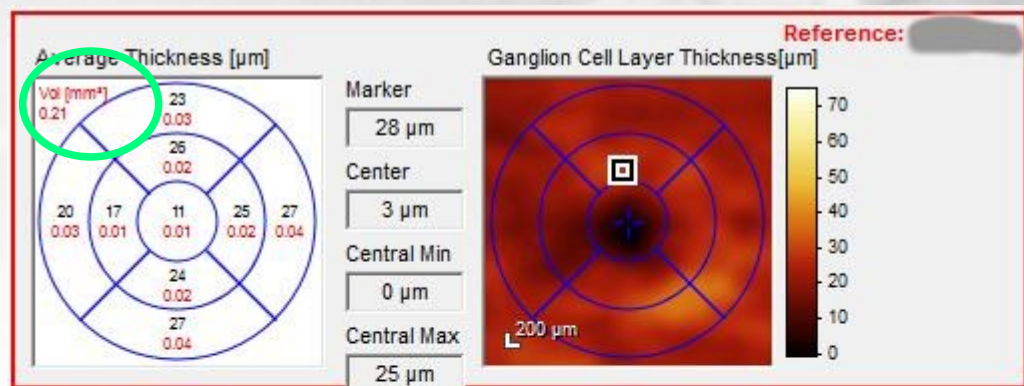 Reference:
Average Thickness [µm]
Ganglion Cell Layer Thickness[µm]
Vol [mm³]
0.21
23
0.03
26
0.02
20
0.03
17
0.01
11
0.01
25
0.02
27
0.04
24
0.02
27
0.04
Marker
28 µm
Center
3 µm
Central Min
0 µm
Central Max
25 µm
200 µm
70
60
50
40
30
20
10
0